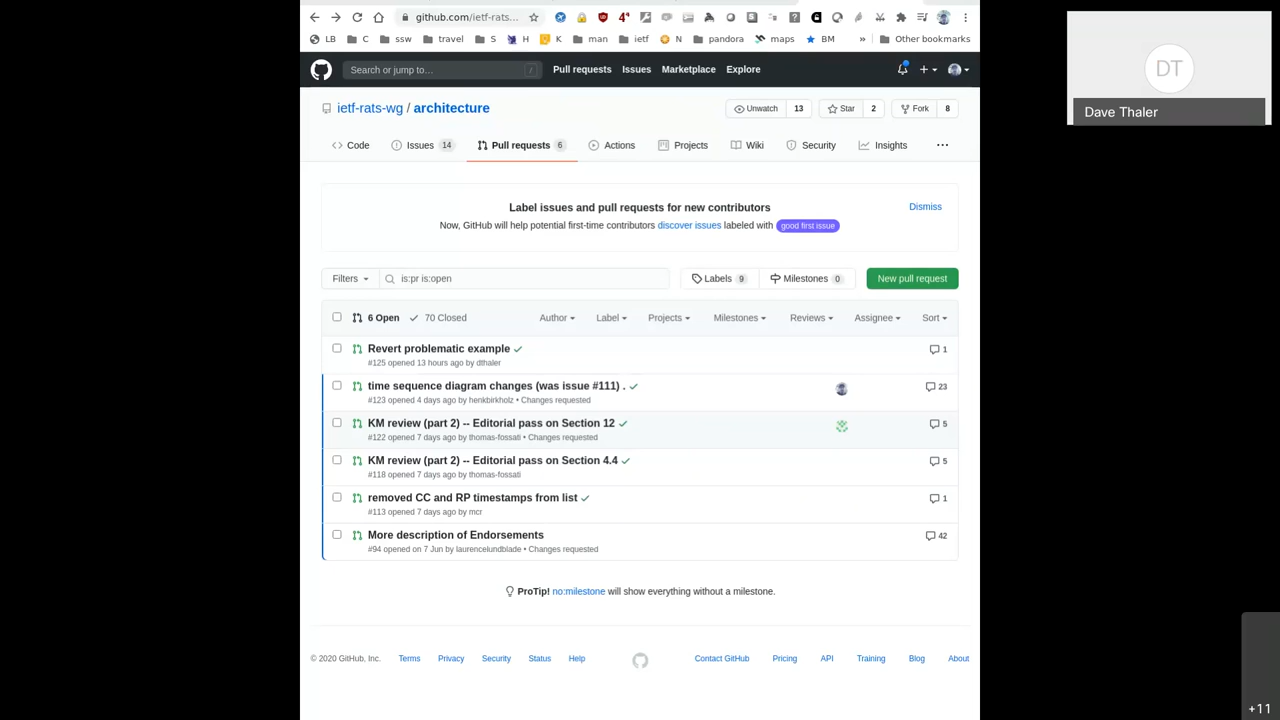 github.com/ietf-rats...
LB C ssw travel S H K man ietf N pandora maps BM » Other bookmarks
Search or jump to… / Pull requests Issues Marketplace Explore
ietf-rats-wg / architecture Unwatch 13 Star 2 Fork 8
Code Issues 14 Pull requests 6 Actions Projects Wiki Security Insights ...
Label issues and pull requests for new contributors Dismiss
Now, GitHub will help potential first-time contributors discover issues labeled with good first issue
Filters is:pr is:open Labels 9 Milestones 0 New pull request
6 Open 70 Closed Author Label Projects Milestones Reviews Assignee Sort
Revert problematic example 1
#125 opened 13 hours ago by dthaler
time sequence diagram changes (was issue #111) . 23
#123 opened 4 days ago by henkbirkholz • Changes requested
KM review (part 2) -- Editorial pass on Section 12 5
#122 opened 7 days ago by thomas-fossati • Changes requested
KM review (part 2) -- Editorial pass on Section 4.4 5
#118 opened 7 days ago by thomas-fossati
removed CC and RP timestamps from list 1
#113 opened 7 days ago by mcr
More description of Endorsements 42
#94 opened on 7 Jun by laurencelundblade • Changes requested
ProTip! no:milestone will show everything without a milestone.
© 2020 GitHub, Inc. Terms Privacy Security Status Help Contact GitHub Pricing API Training Blog About
DT
Dave Thaler
+11